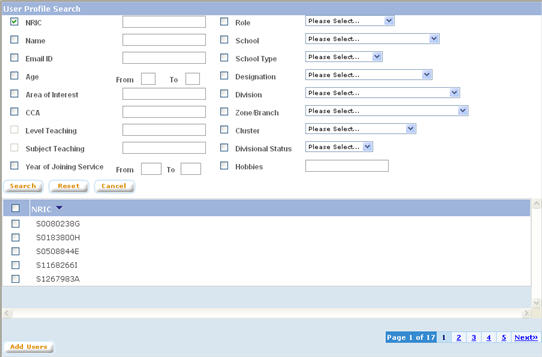 User Profile Search
NRIC Role Please Select...
Name School Please Select...
Email ID School Type Please Select...
Age From To Designation Please Select...
Area of Interest Division Please Select...
CCA Zone/Branch Please Select...
Level Teaching Cluster Please Select...
Subject Teaching Divisional Status Please Select...
Year of Joining Service From To Hobbies
Search Reset Cancel
NRIC
S0080238G
S0183800H
S0508844E
S1168266I
S1267983A
Page 1 of 17 1 2 3 4 5 Next»
Add Users